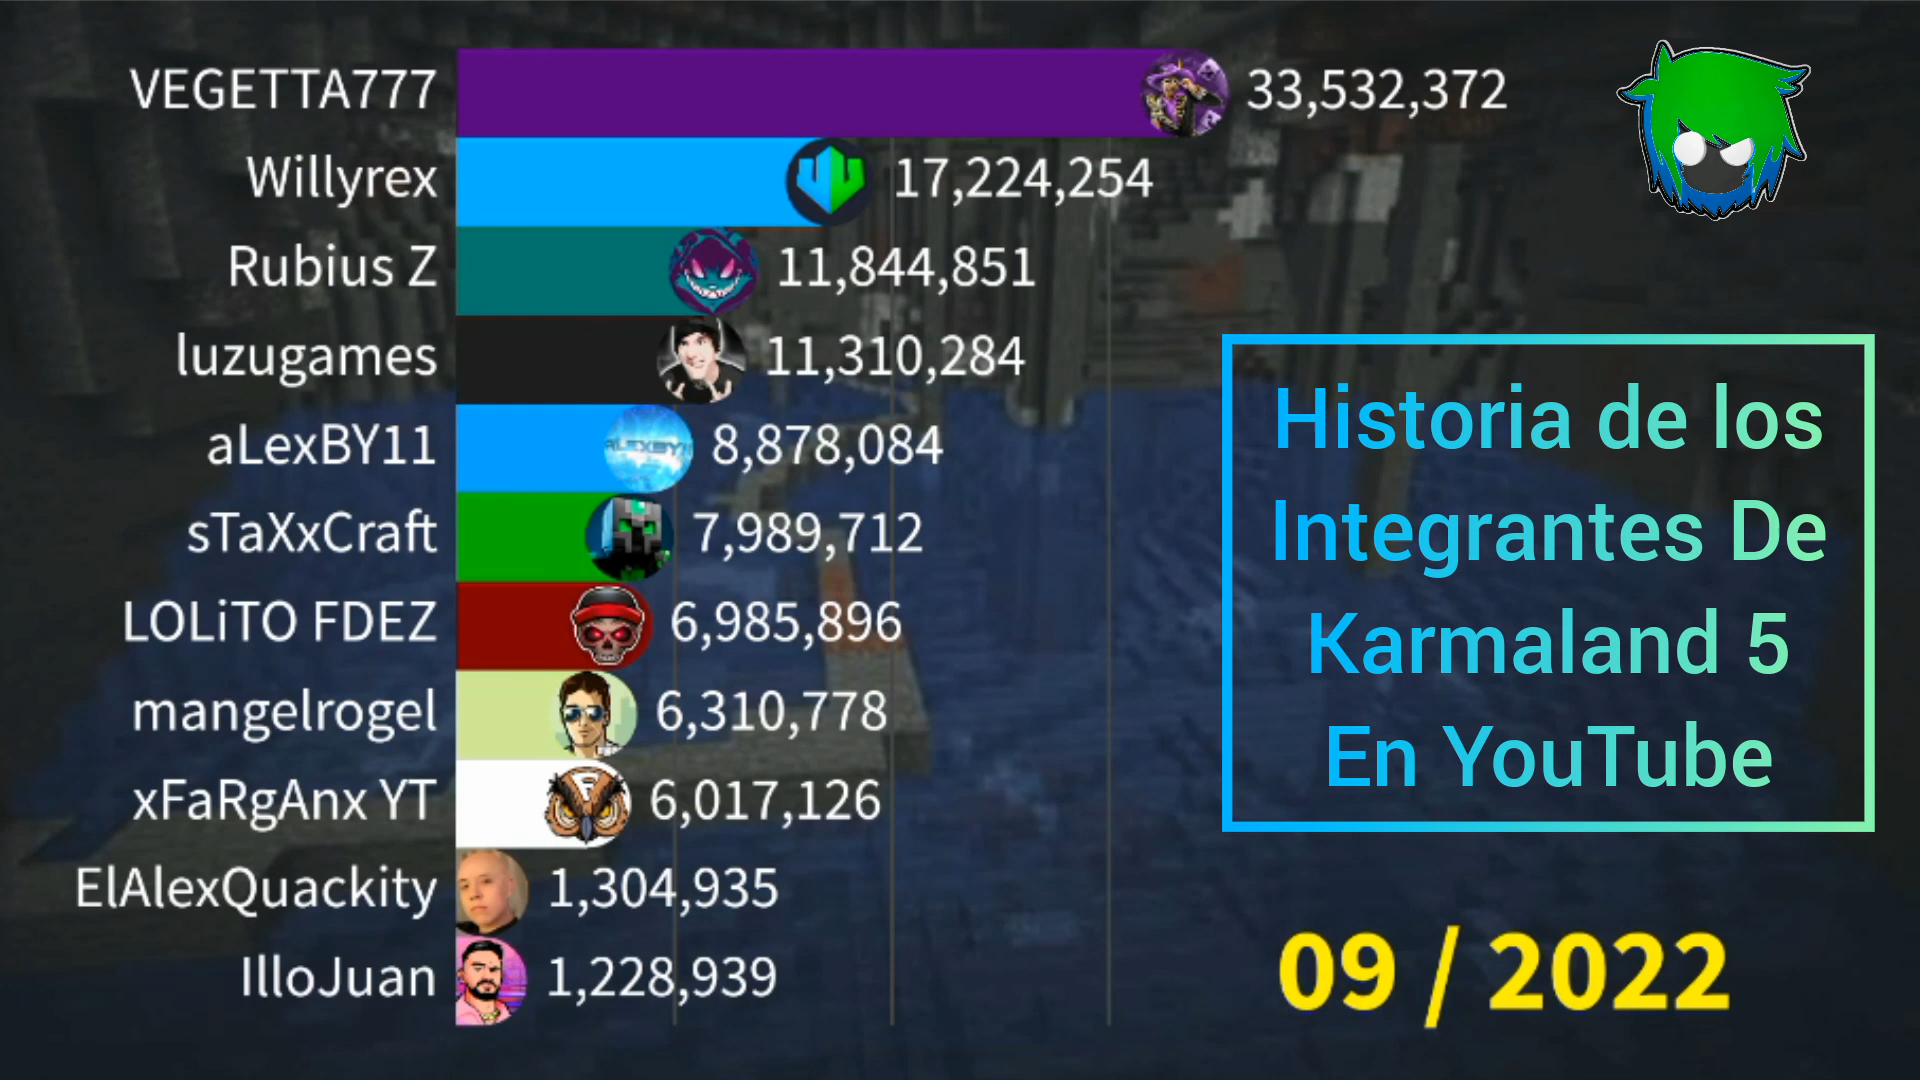 VEGETTA777 33,532,372
Willyrex 17,224,254
Rubius Z 11,844,851
luzugames 11,310,284
aLexBY11 8,878,084
sTaXxCraft 7,989,712
LOLiTO FDEZ 6,985,896
mangelrogel 6,310,778
xFaRgAnx YT 6,017,126
ElAlexQuackity 1,304,935
IlloJuan 1,228,939
Historia de los
Integrantes De
Karmaland 5
En YouTube
09 / 2022